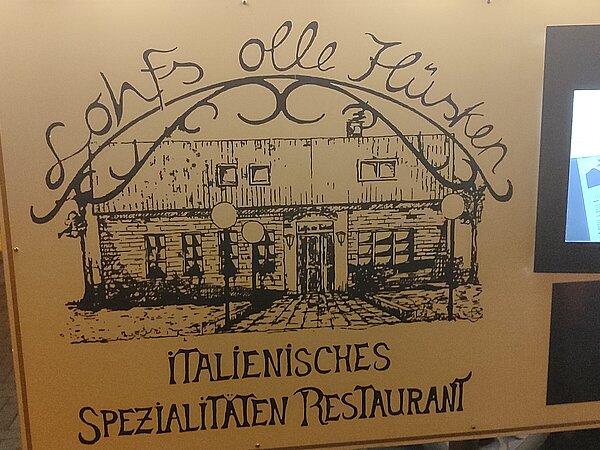 Lohfs olle Hüsken
iTALiENiSCHES
SPEZiALiTÄTEN RESTAURANT